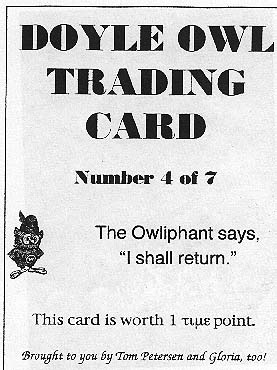 DOYLE OWL
TRADING
CARD
Number 4 of 7
The Owliphant says,
"I shall return."
This card is worth 1 τιμε point.
Brought to you by Tom Petersen and Gloria, too!